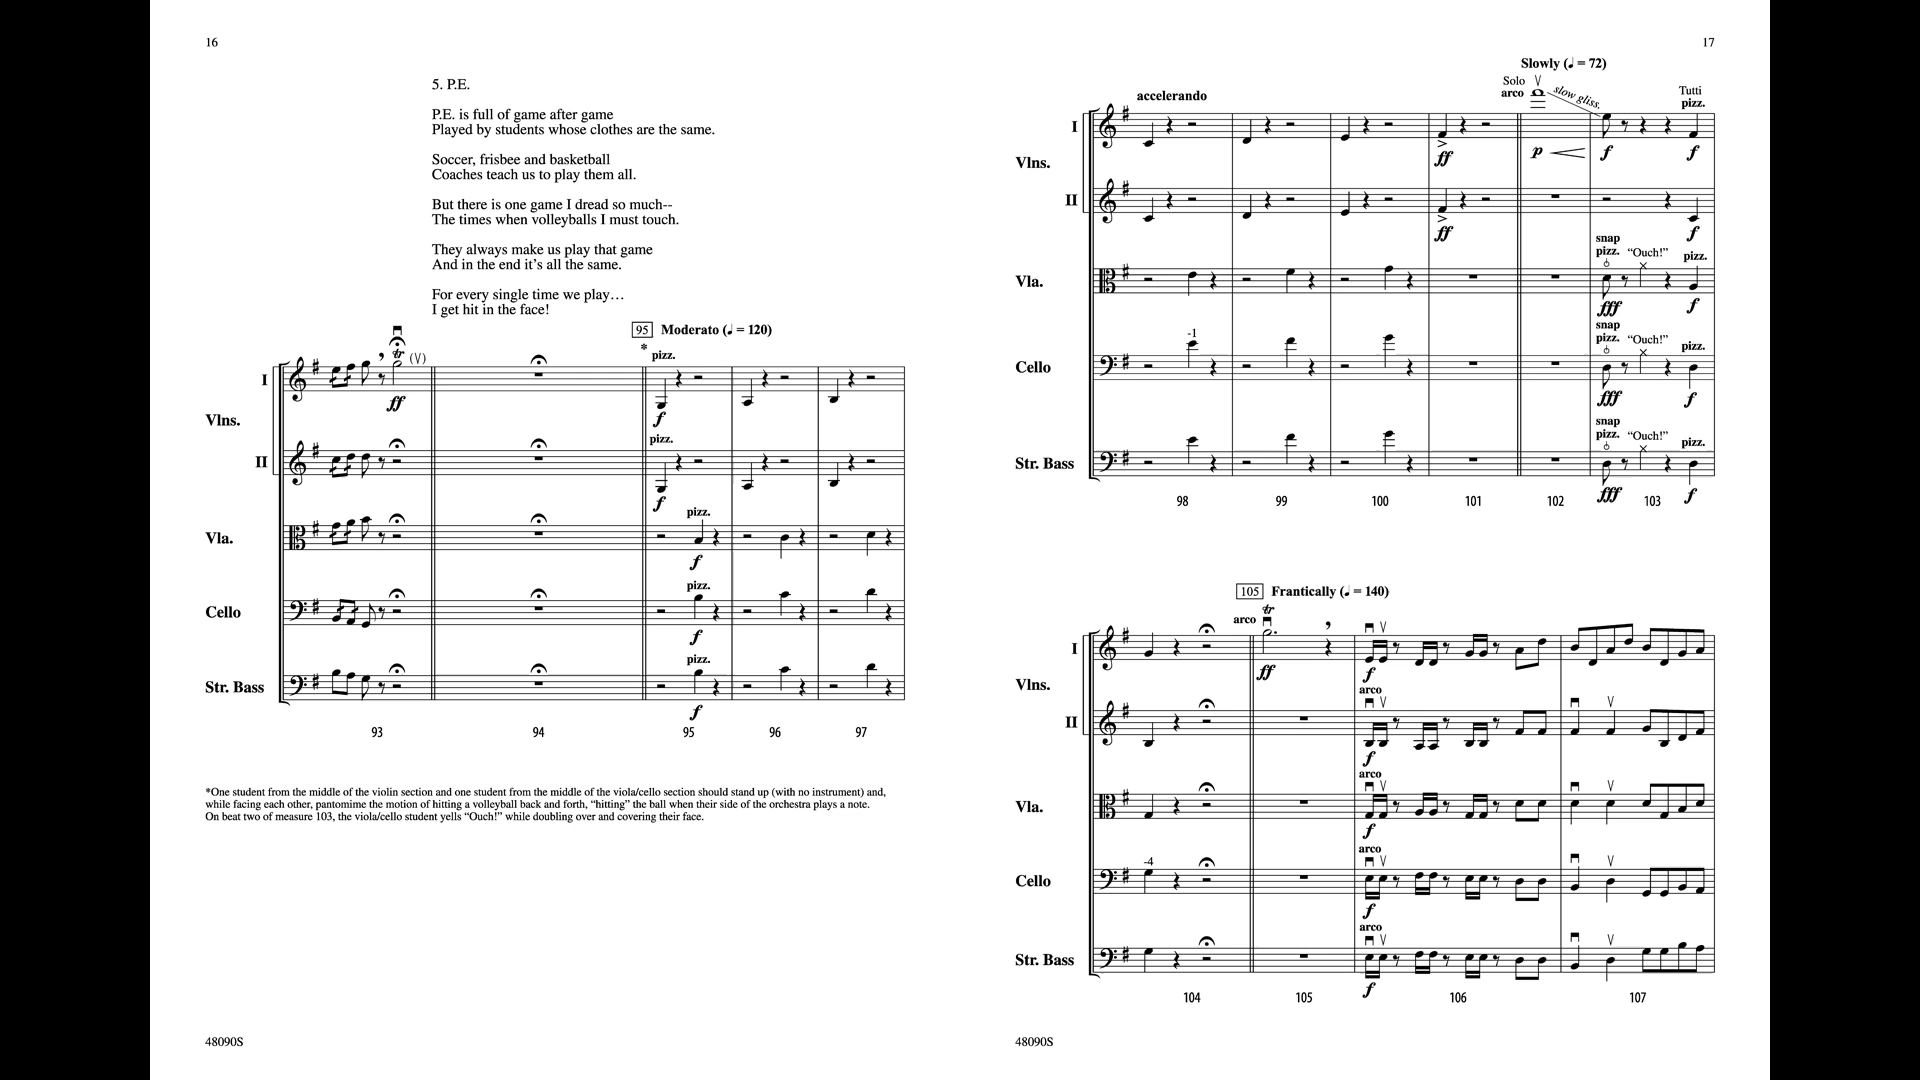 16
5. P.E.
P.E. is full of game after game
Played by students whose clothes are the same.
Soccer, frisbee and basketball
Coaches teach us to play them all.
But there is one game I dread so much--
The times when volleyballs I must touch.
They always make us play that game
And in the end it's all the same.
For every single time we play…
I get hit in the face!
95 Moderato (♩ = 120)
*
tr (V)
pizz.
I
ff
f
Vlns.
pizz.
II
f
pizz.
Vla.
f
pizz.
Cello
f
pizz.
Str. Bass
f
93 94 95 96 97
*One student from the middle of the violin section and one student from the middle of the viola/cello section should stand up (with no instrument) and,
while facing each other, pantomime the motion of hitting a volleyball back and forth, “hitting” the ball when their side of the orchestra plays a note.
On beat two of measure 103, the viola/cello student yells “Ouch!” while doubling over and covering their face.
48090S
17
Slowly (♩ = 72)
Solo
arco
slow gliss.
Tutti
pizz.
accelerando
I
ff p f f
Vlns.
II
ff f
snap
pizz. “Ouch!” pizz.
Vla.
fff f
snap
pizz. “Ouch!” pizz.
-1
Cello
fff f
snap
pizz. “Ouch!” pizz.
Str. Bass
fff f
98 99 100 101 102 103
105 Frantically (♩ = 140)
tr
arco
I
ff f
Vlns.
arco
II
f
arco
Vla.
f
arco
-4
Cello
f
arco
Str. Bass
f
104 105 106 107
48090S